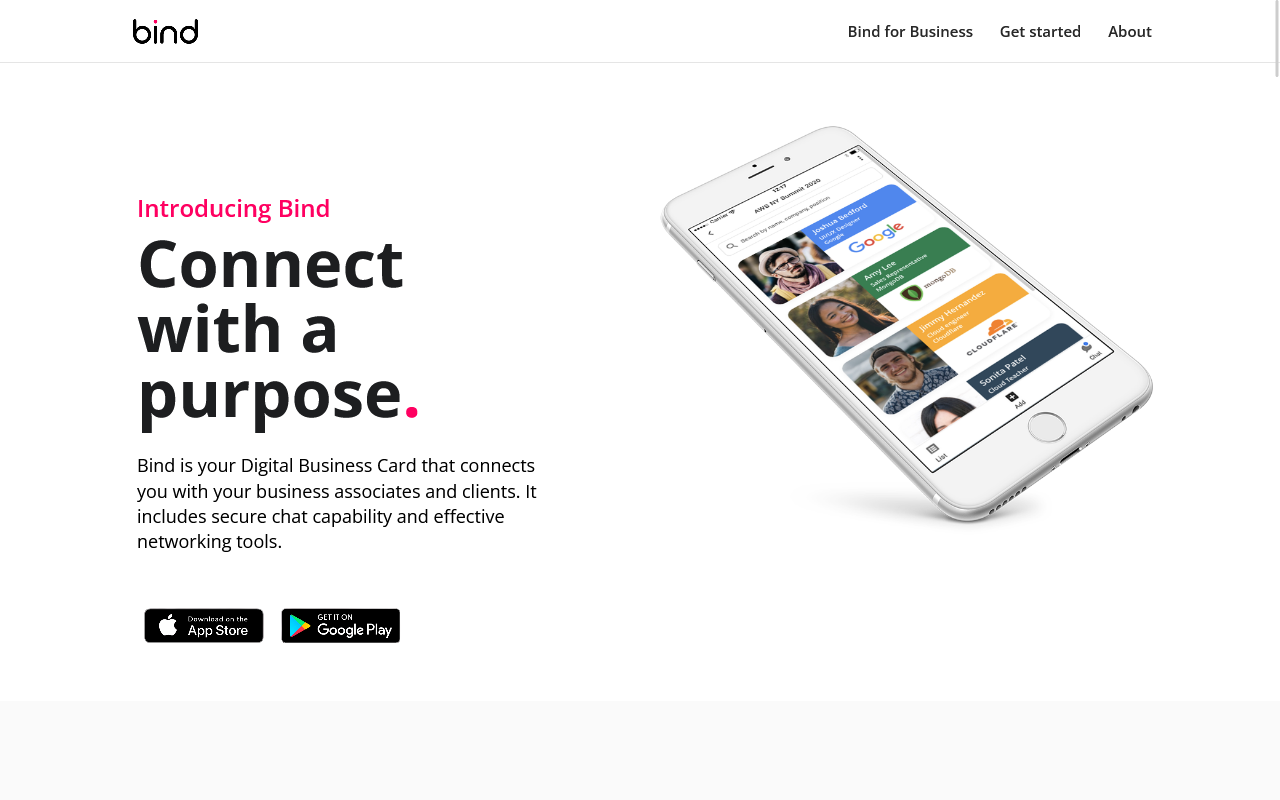 bind
Bind for Business
Get started
About
Introducing Bind
Connect
with a
purpose.
Bind is your Digital Business Card that connects
you with your business associates and clients. It
includes secure chat capability and effective
networking tools.
Download on the
App Store
GET IT ON
Google Play
Carrier
12:17
AWS NY Summit 2020
Search by name, company, position
Joshua Bedford
UI/UX Designer
Google
Google
Amy Lee
Sales Representative
MongoDB
mongoDB
Jimmy Hernandez
Cloud engineer
Cloudflare
CLOUDFLARE
Sonita Patel
Cloud Teacher
List
Add
Chat